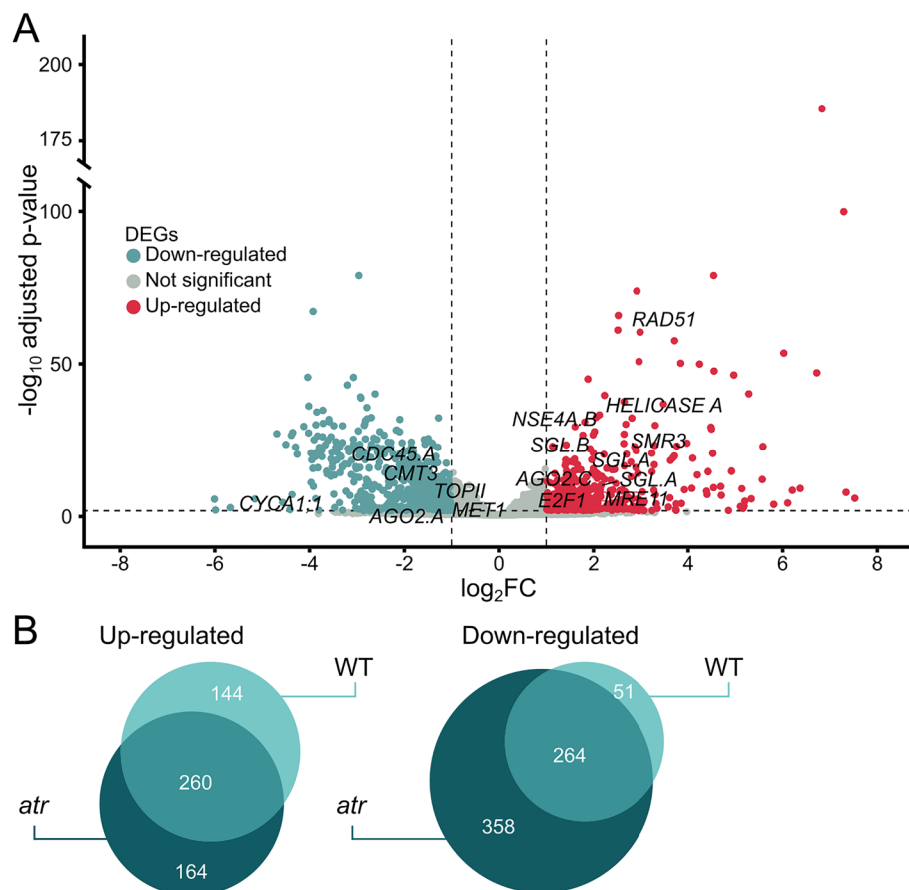 A
200
175
100
50
0
-log10 adjusted p-value
DEGs
Down-regulated
Not significant
Up-regulated
RAD51
HELICASE A
NSE4A.B
SGL.B
SMR3
CDC45.A
SGL.A
CMT3
AGO2.C
SGL.A
TOPII
CYCA1;1
E2F1
MRE11
MET1
AGO2.A
-8 -6 -4 -2 0 2 4 6 8
log2FC
B
Up-regulated
Down-regulated
WT
WT
144
51
260
264
atr
atr
358
164